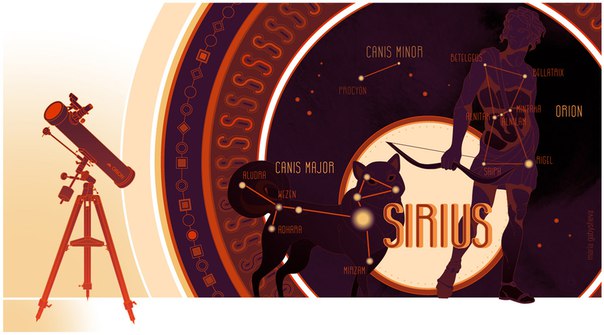 CANIS MINOR
PROCYON
BETELGEUS
BELLATRIX
MINTAKA
ALNITAK
ALNILAM
ORION
SAIPH
RIGEL
CANIS MAJOR
ALUDRA
WEZEN
ADHARA
MIRZAM
SIRIUS